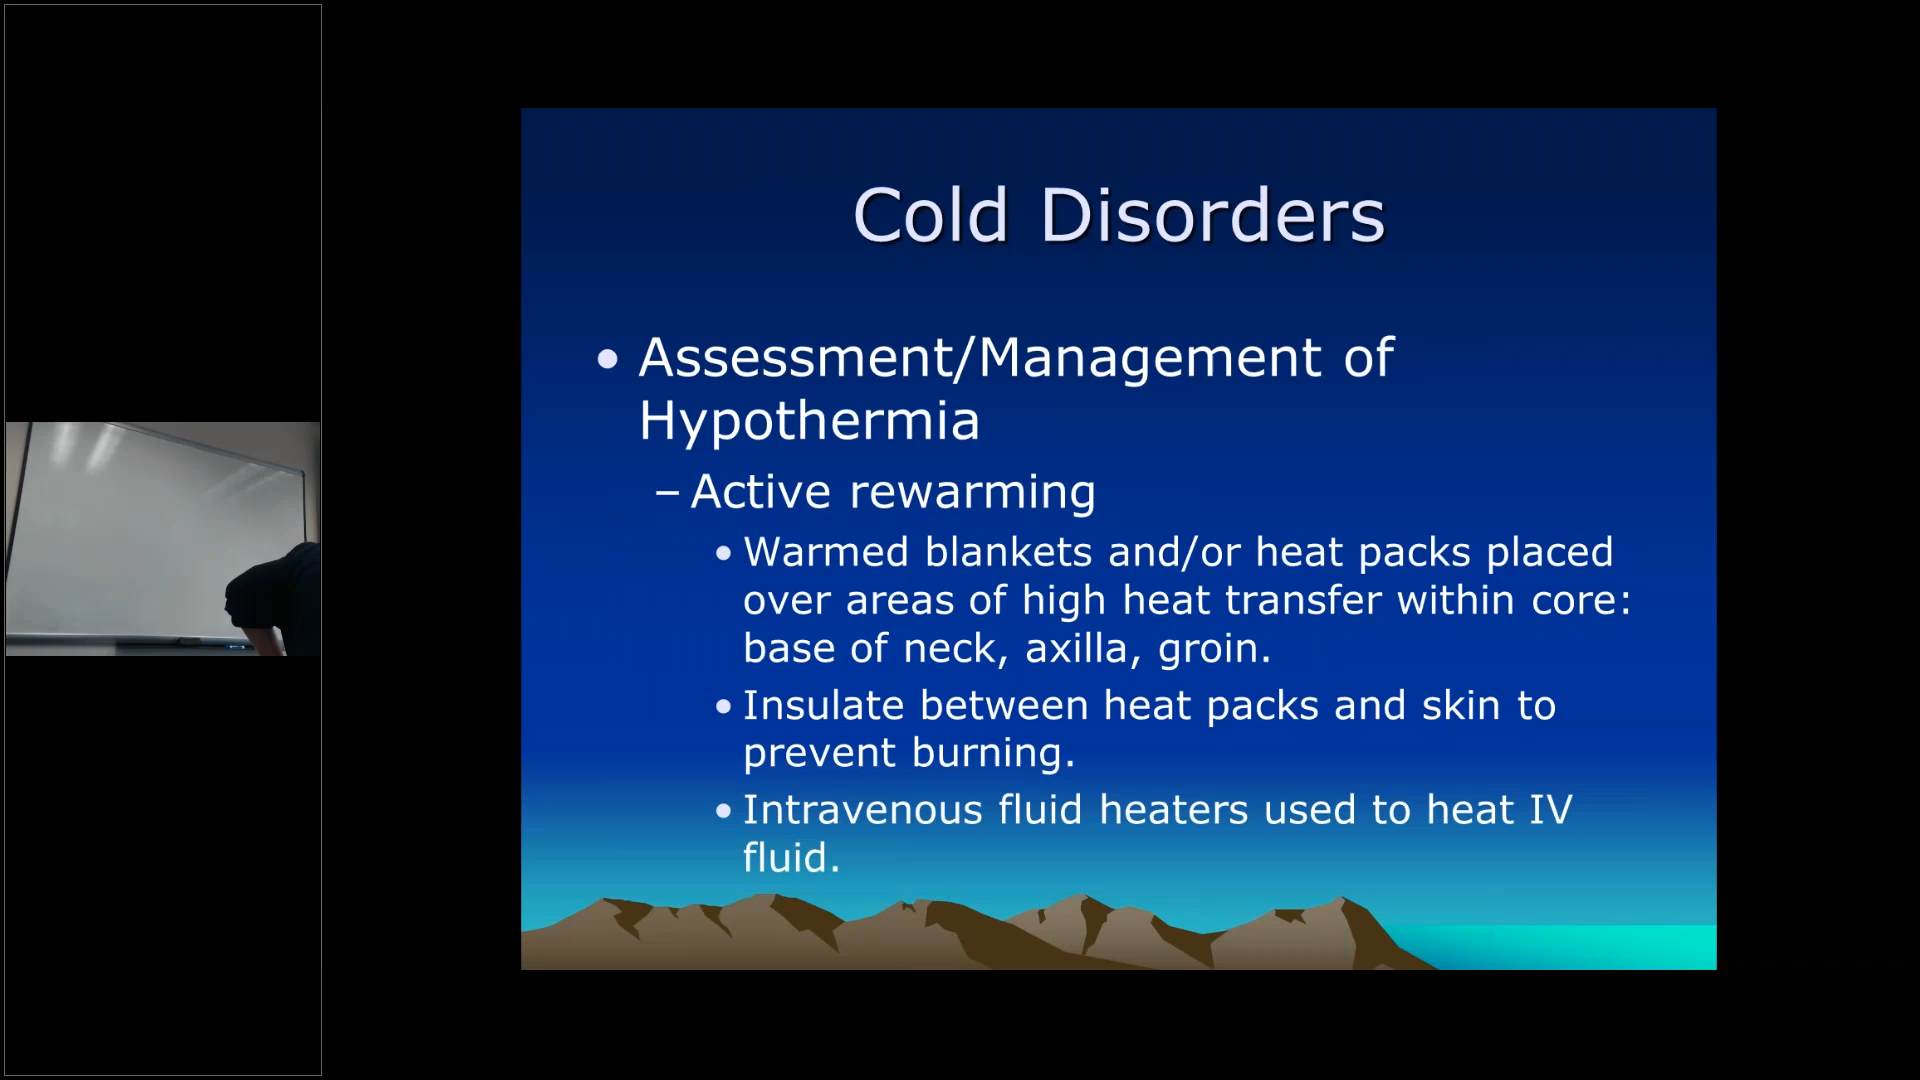 Cold Disorders
• Assessment/Management of
Hypothermia
– Active rewarming
• Warmed blankets and/or heat packs placed
over areas of high heat transfer within core:
base of neck, axilla, groin.
• Insulate between heat packs and skin to
prevent burning.
• Intravenous fluid heaters used to heat IV
fluid.